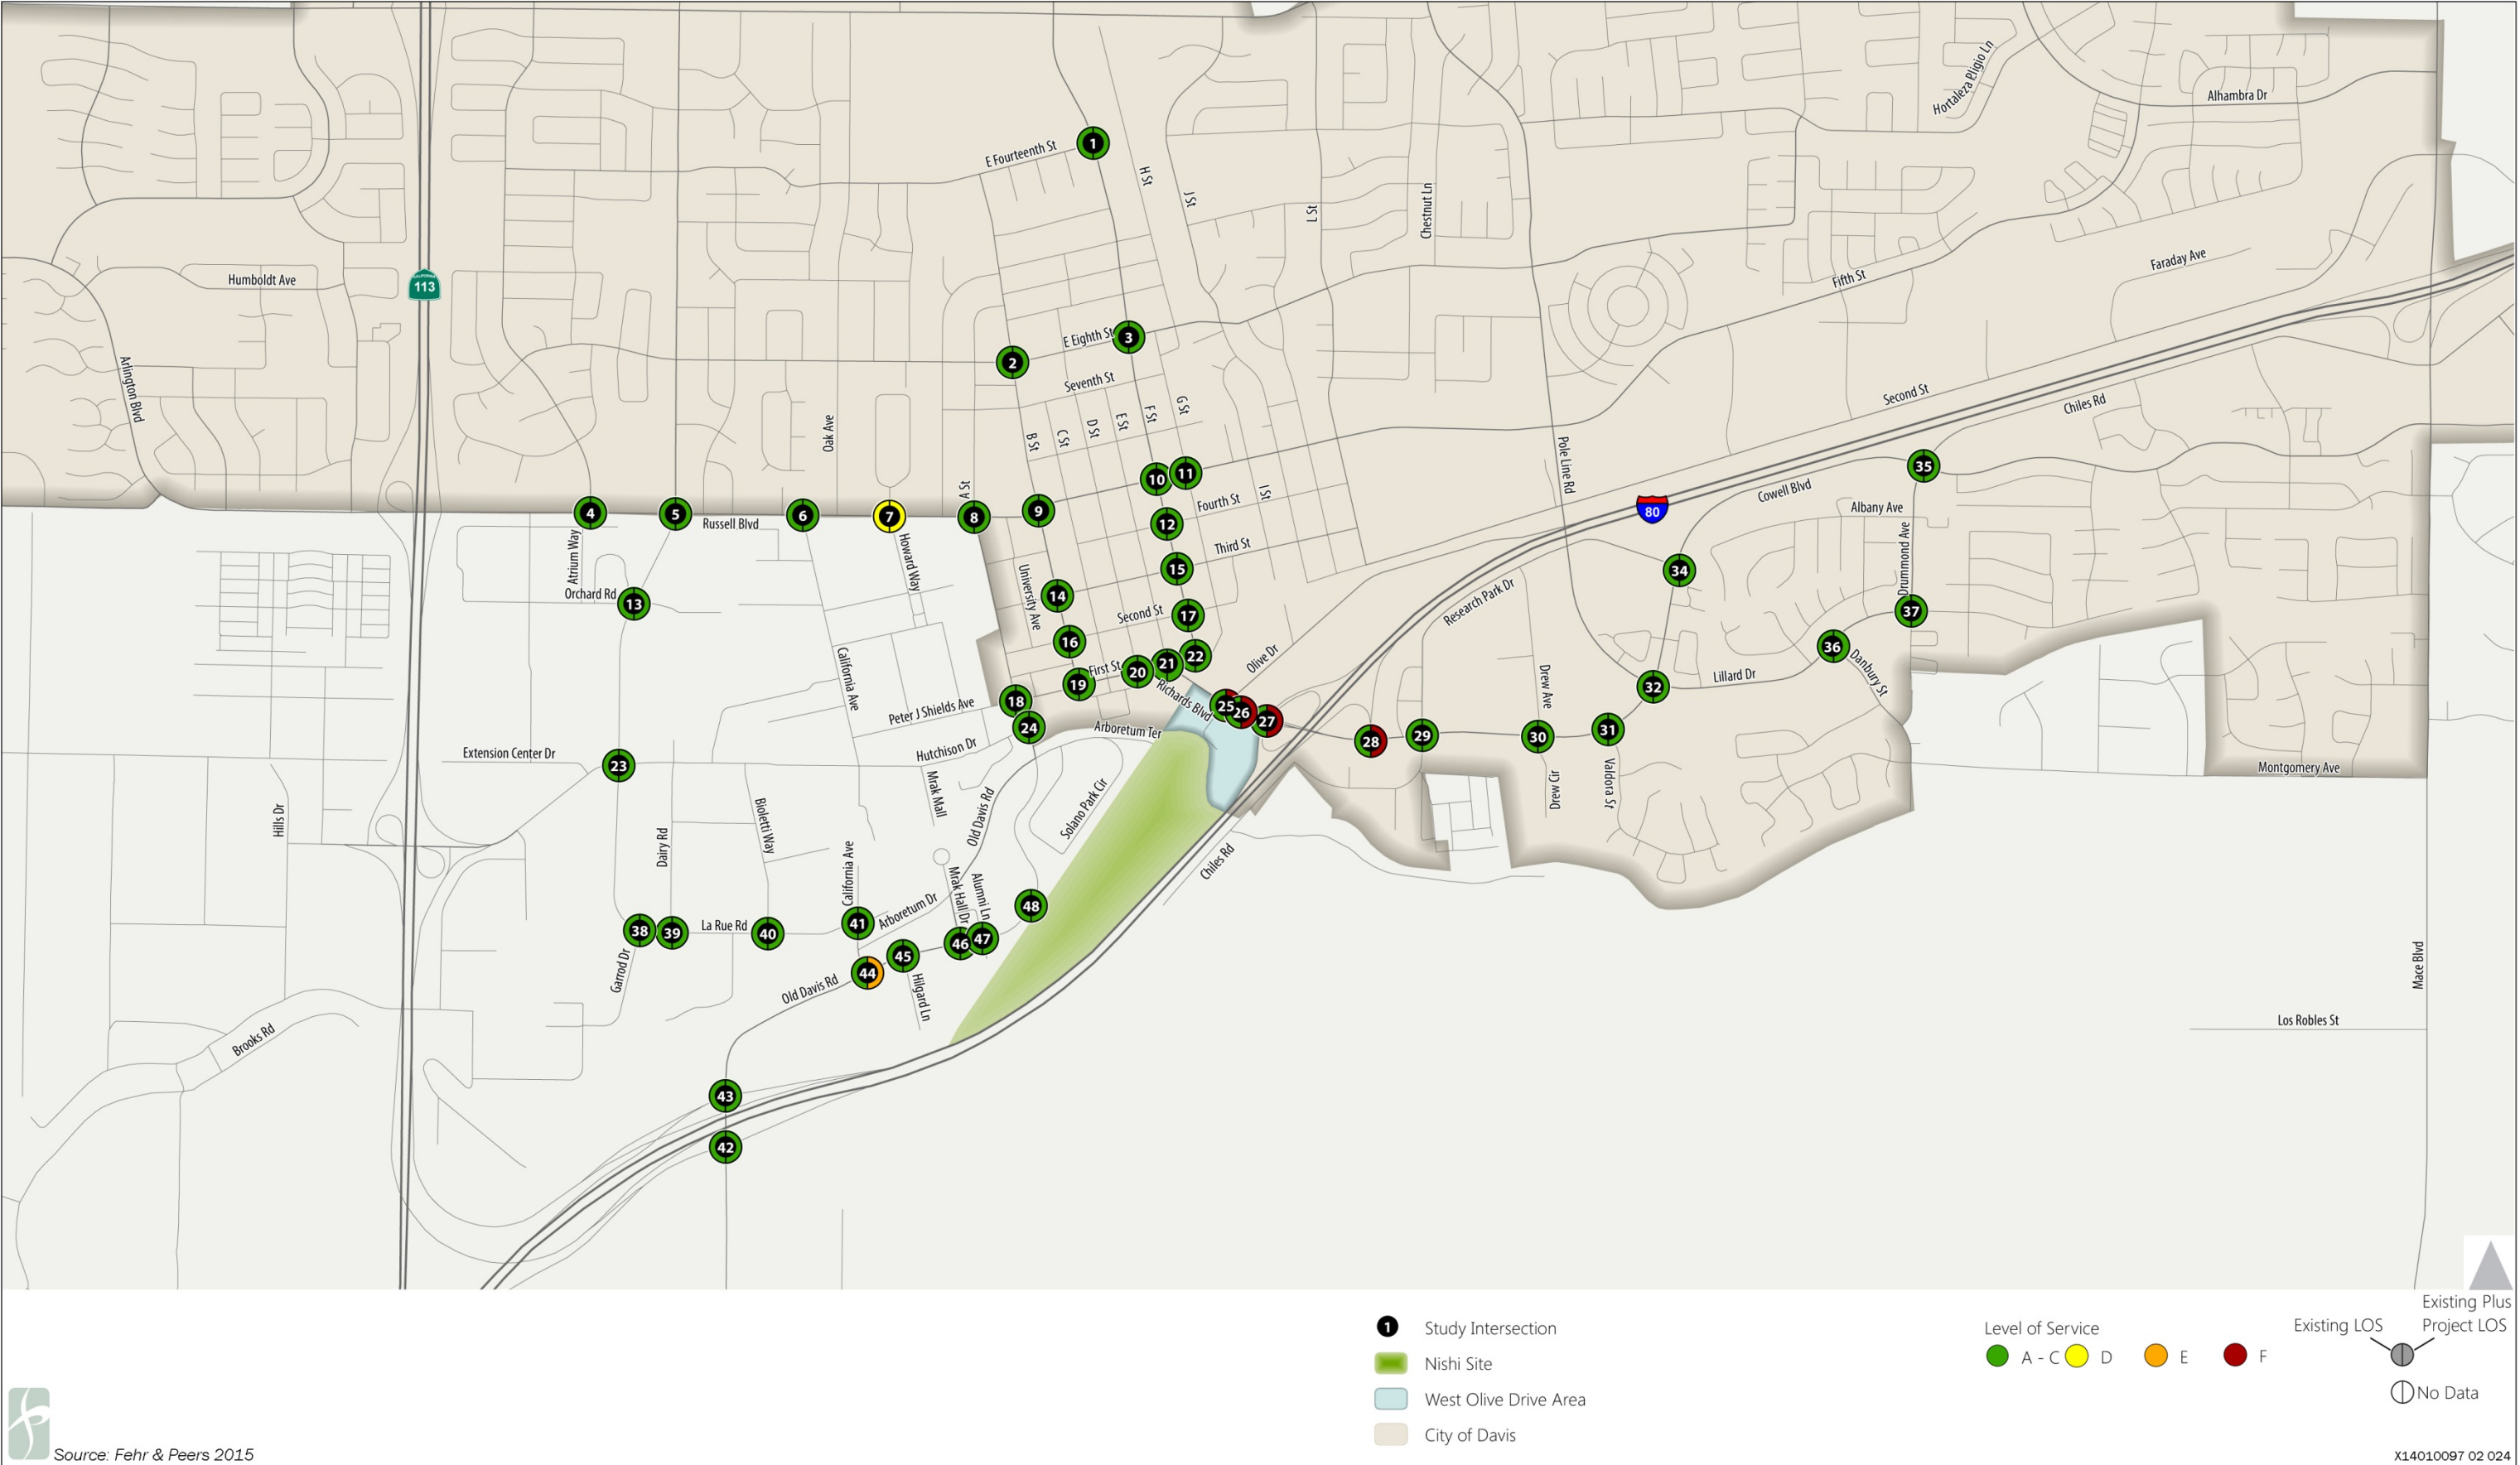 Hortaleza Pligio Ln
Alhambra Dr
E Fourteenth St
1
H St
J St
L St
Chestnut Ln
Faraday Ave
Fifth St
Humboldt Ave
CALIFORNIA
113
E Eighth St
3
2
Seventh St
Arlington Blvd
Oak Ave
B St
C St
D St
E St
F St
G St
Second St
Chiles Rd
Pole Line Rd
35
10
11
A St
I St
Fourth St
Cowell Blvd
80
Albany Ave
4
5
Russell Blvd
6
7
8
9
12
Atrium Way
Howard Way
University Ave
Third St
15
34
Drummond Ave
Orchard Rd
13
14
Research Park Dr
Second St
17
37
16
California Ave
Olive Dr
22
36
Danbury St
First St
20
21
19
Drew Ave
Lillard Dr
32
Peter J Shields Ave
18
Richards Blvd
25
26
27
24
Arboretum Ter
28
29
30
31
Extension Center Dr
Hutchison Dr
23
Mrak Mall
Old Davis Rd
Solano Park Cir
Drew Cir
Valdora St
Montgomery Ave
Hills Dr
Dairy Rd
Bioletti Way
California Ave
Chiles Rd
Mrak Hall Dr
Alumni Ln
48
Arboretum Dr
41
38
39
La Rue Rd
40
46
47
45
44
Garrod Dr
Old Davis Rd
Hilgard Ln
Mace Blvd
Los Robles St
Brooks Rd
43
42
Existing Plus
Existing LOS
Project LOS
1
Study Intersection
Level of Service
A - C
D
E
F
Nishi Site
No Data
West Olive Drive Area
City of Davis
Source: Fehr & Peers 2015
X14010097 02 024